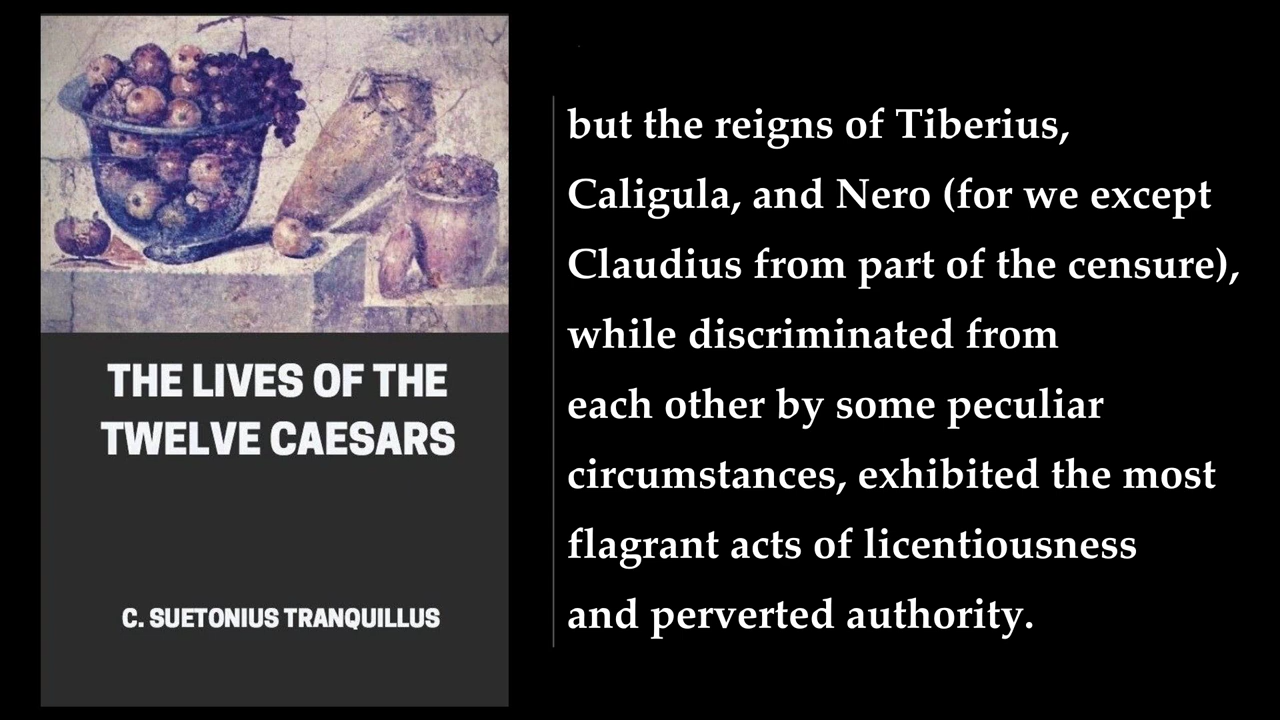 THE LIVES OF THE
TWELVE CAESARS
C. SUETONIUS TRANQUILLUS
but the reigns of Tiberius,
Caligula, and Nero (for we except
Claudius from part of the censure),
while discriminated from
each other by some peculiar
circumstances, exhibited the most
flagrant acts of licentiousness
and perverted authority.